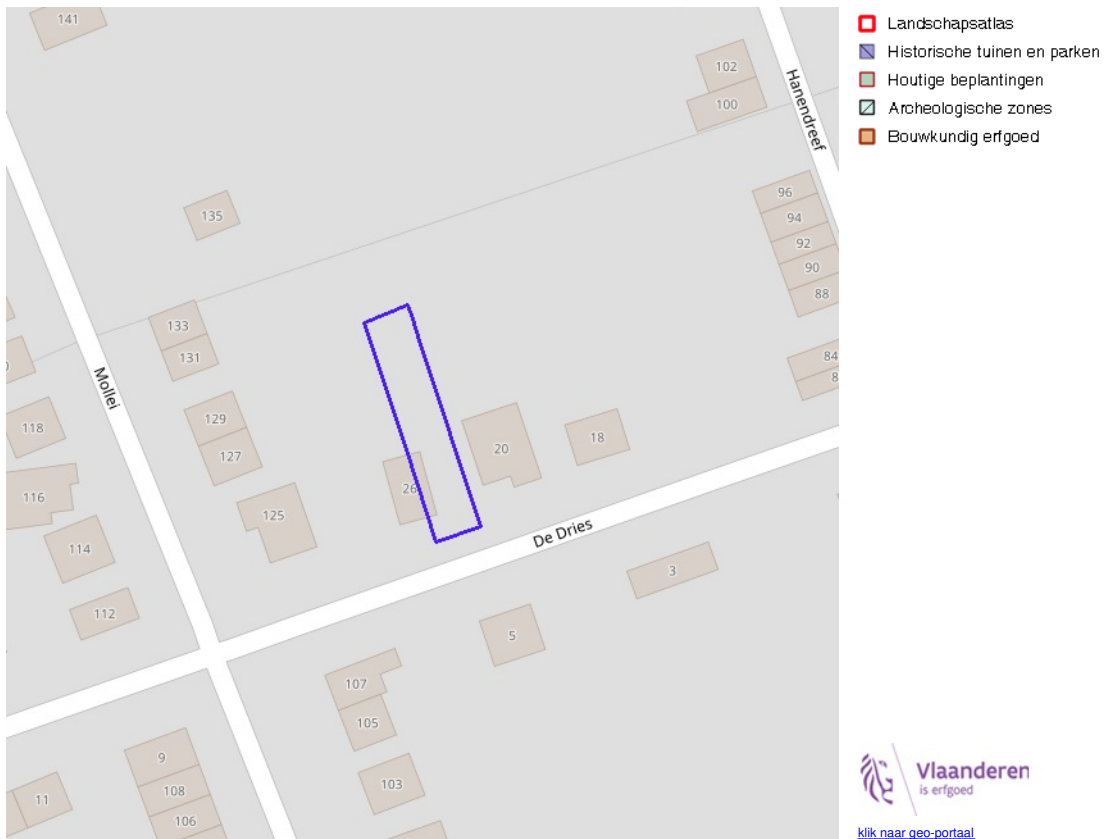 141
Landschapsatlas
Historische tuinen en parken
Houtige beplantingen
Archeologische zones
Bouwkundig erfgoed
102
100
Hanendreef
96
94
92
90
88
135
133
131
84
Mollei
129
127
118
116
125
114
112
26
20
18
De Dries
3
5
107
105
103
9
108
106
11
Vlaanderen
is erfgoed
klik naar geo-portaal